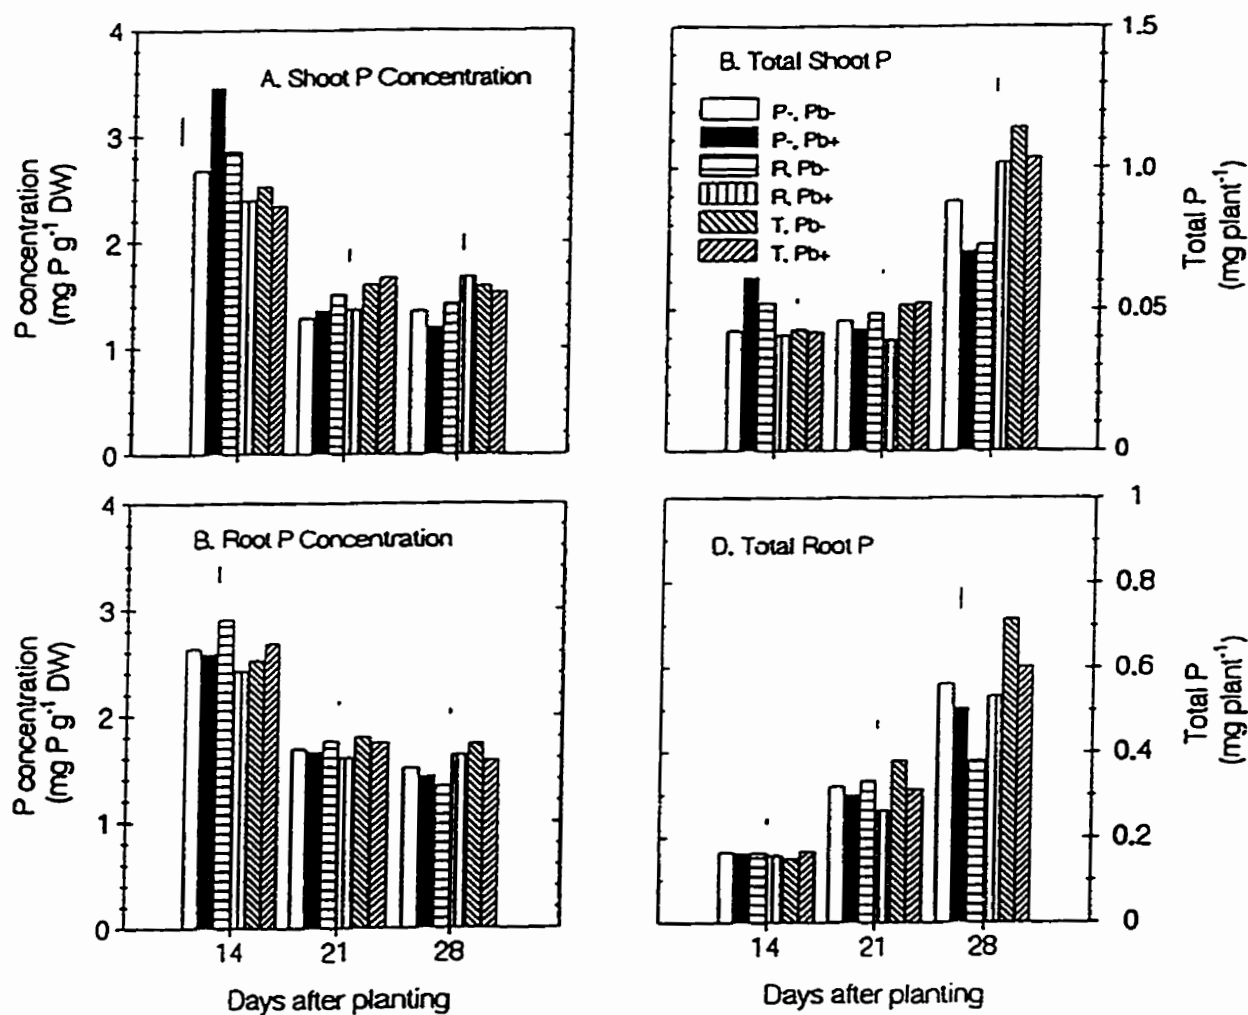 A. Shoot P Concentration
4
3
2
1
0
P concentration
(mg P g-1 DW)
B. Total Shoot P
P-. Pb-
P-. Pb+
R. Pb-
R. Pb+
T. Pb-
T. Pb+
1.5
1.0
0.05
0
Total P
(mg plant-1)
B. Root P Concentration
4
3
2
1
0
P concentration
(mg P g-1 DW)
14 21 28
Days after planting
D. Total Root P
1
0.8
0.6
0.4
0.2
0
Total P
(mg plant-1)
14 21 28
Days after planting